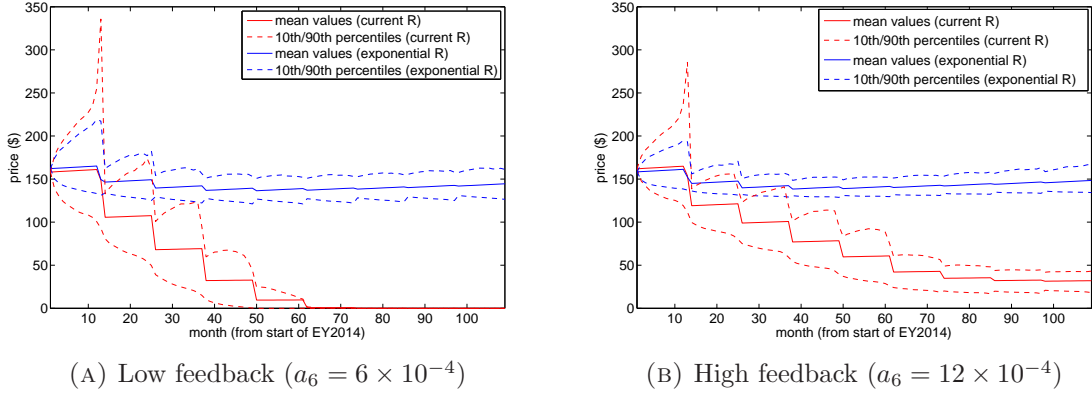 350
300
250
200
150
100
50
0
price ($)
mean values (current R)
10th/90th percentiles (current R)
mean values (exponential R)
10th/90th percentiles (exponential R)
10 20 30 40 50 60 70 80 90 100
month (from start of EY2014)
(A) Low feedback (a₆ = 6 × 10⁻⁴)
350
300
250
200
150
100
50
0
price ($)
mean values (current R)
10th/90th percentiles (current R)
mean values (exponential R)
10th/90th percentiles (exponential R)
10 20 30 40 50 60 70 80 90 100
month (from start of EY2014)
(B) High feedback (a₆ = 12 × 10⁻⁴)